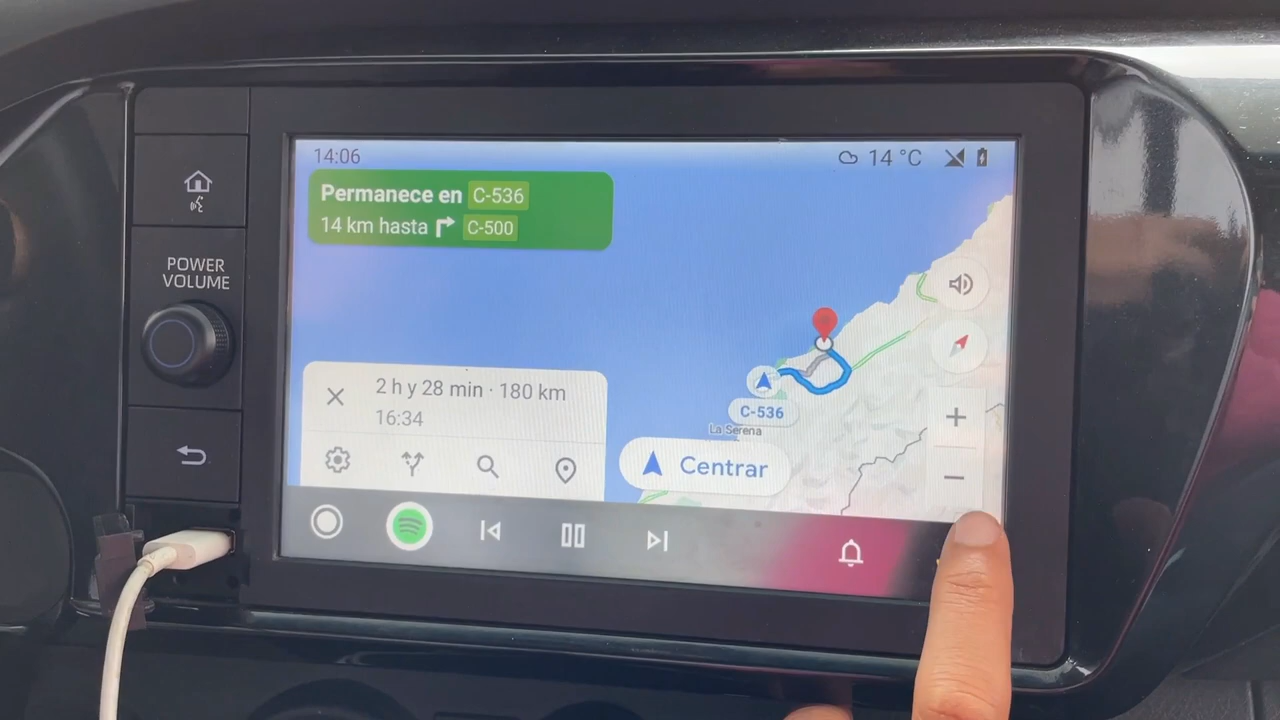 14:06
14 °C
Permanece en C-536
14 km hasta C-500
POWER
VOLUME
2 h y 28 min · 180 km
16:34
C-536
La Serena
Centrar